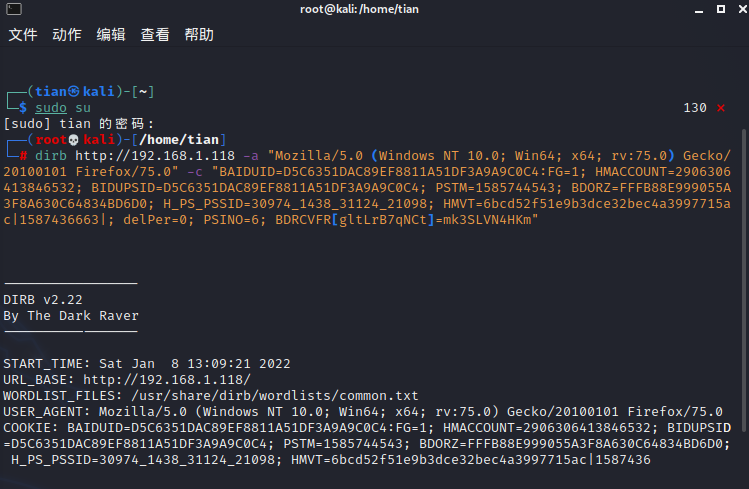 root@kali:/home/tian
文件 动作 编辑 查看 帮助
┌──(tian㉿kali)-[~]
└─$ sudo su 130 ⨯
[sudo] tian 的密码：
┌──(root💀kali)-[/home/tian]
└─# dirb http://192.168.1.118 -a "Mozilla/5.0 (Windows NT 10.0; Win64; x64; rv:75.0) Gecko/
20100101 Firefox/75.0" -c "BAIDUID=D5C6351DAC89EF8811A51DF3A9A9C0C4:FG=1; HMACCOUNT=2906306
413846532; BIDUPSID=D5C6351DAC89EF8811A51DF3A9A9C0C4; PSTM=1585744543; BDORZ=FFFB88E999055A
3F8A630C64834BD6D0; H_PS_PSSID=30974_1438_31124_21098; HMVT=6bcd52f51e9b3dce32bec4a3997715a
c|1587436663|; delPer=0; PSINO=6; BDRCVFR[gltLrB7qNCt]=mk3SLVN4HKm"
-----------------
DIRB v2.22
By The Dark Raver
-----------------
START_TIME: Sat Jan  8 13:09:21 2022
URL_BASE: http://192.168.1.118/
WORDLIST_FILES: /usr/share/dirb/wordlists/common.txt
USER_AGENT: Mozilla/5.0 (Windows NT 10.0; Win64; x64; rv:75.0) Gecko/20100101 Firefox/75.0
COOKIE: BAIDUID=D5C6351DAC89EF8811A51DF3A9A9C0C4:FG=1; HMACCOUNT=2906306413846532; BIDUPSID
=D5C6351DAC89EF8811A51DF3A9A9C0C4; PSTM=1585744543; BDORZ=FFFB88E999055A3F8A630C64834BD6D0;
 H_PS_PSSID=30974_1438_31124_21098; HMVT=6bcd52f51e9b3dce32bec4a3997715ac|1587436